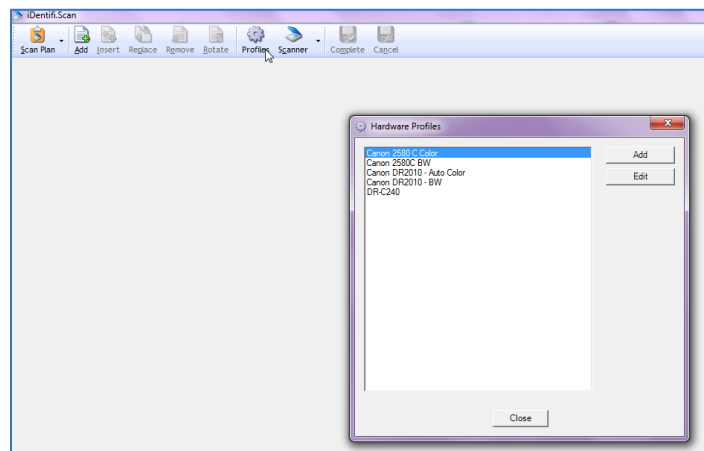 iDentifi.Scan
Scan Plan Add Insert Replace Remove Rotate Profiles Scanner Complete Cancel
Hardware Profiles
Canon 2580 C Color
Canon 2580C BW
Canon DR2010 - Auto Color
Canon DR2010 - BW
DR-C240
Add
Edit
Close